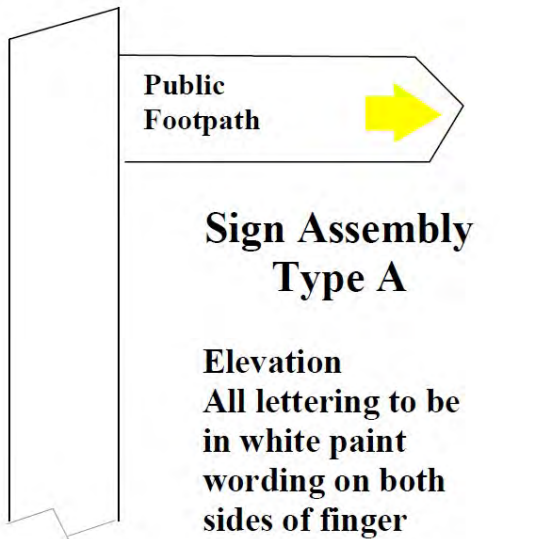 Public
Footpath
Sign Assembly
Type A
Elevation
All lettering to be
in white paint
wording on both
sides of finger